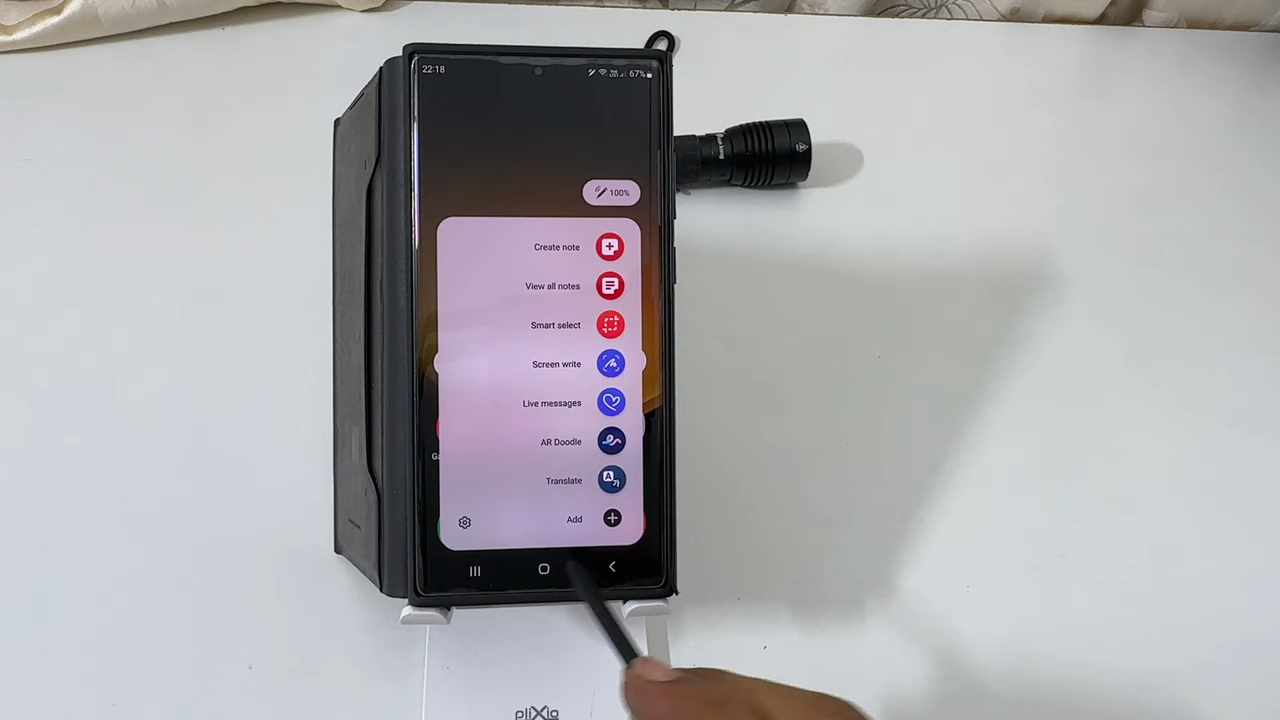 22:18
67%
100%
Create note
View all notes
Smart select
Screen write
Live messages
AR Doodle
Translate
Add
pliXio